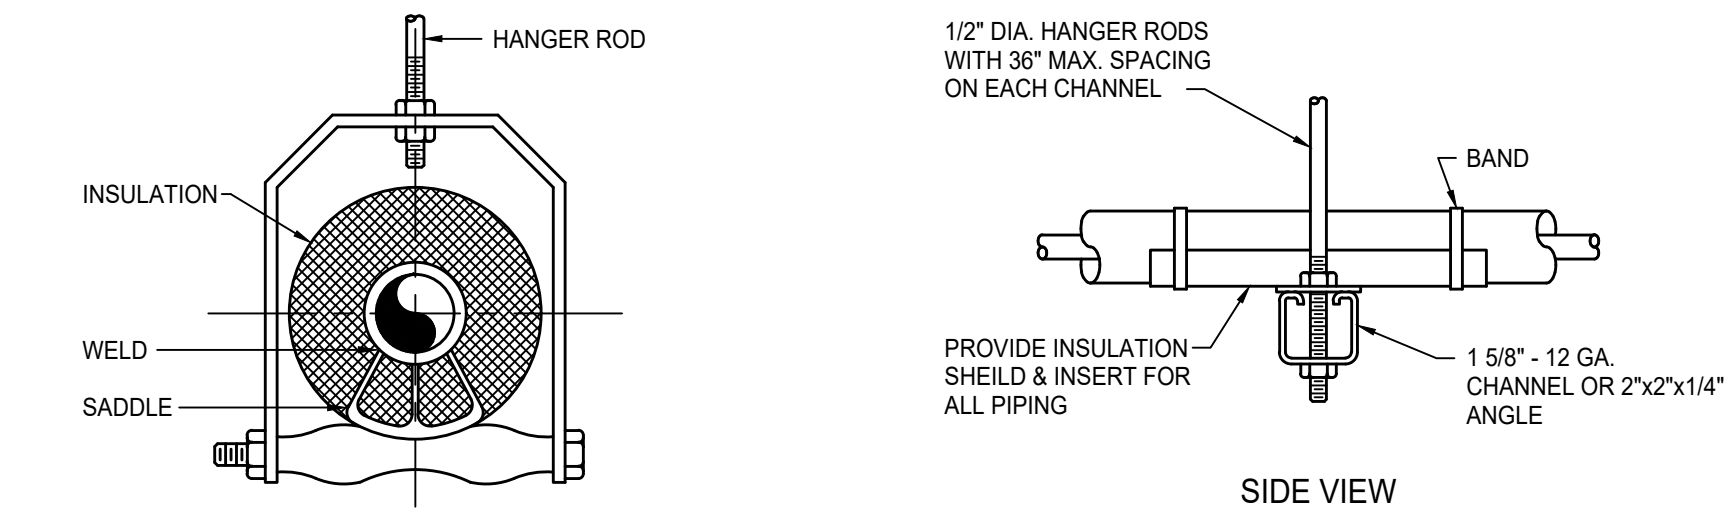 HANGER ROD
INSULATION
WELD
SADDLE
1/2" DIA. HANGER RODS
WITH 36" MAX. SPACING
ON EACH CHANNEL
BAND
PROVIDE INSULATION
SHEILD & INSERT FOR
ALL PIPING
1 5/8" - 12 GA.
CHANNEL OR 2"x2"x1/4"
ANGLE
SIDE VIEW